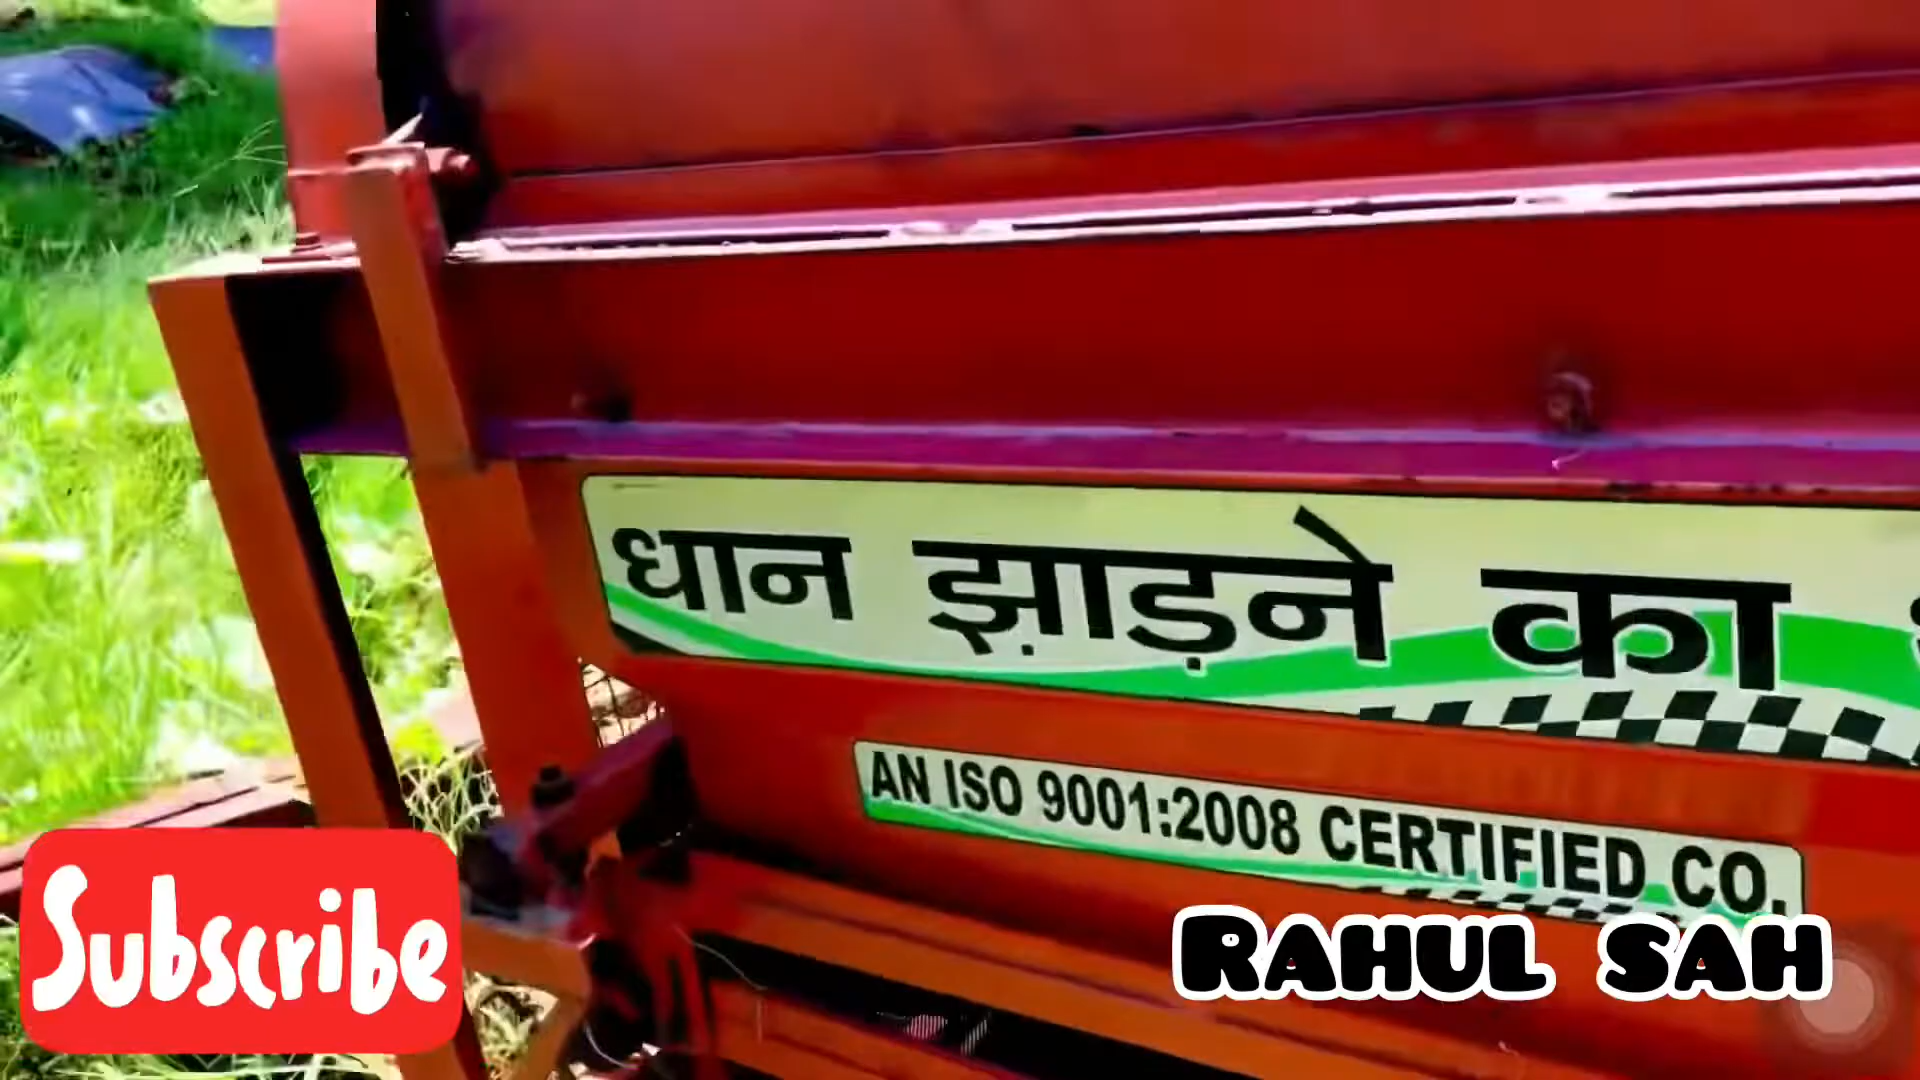 धान झाड़ने का
AN ISO 9001:2008 CERTIFIED CO.
Subscribe
RAHUL SAH